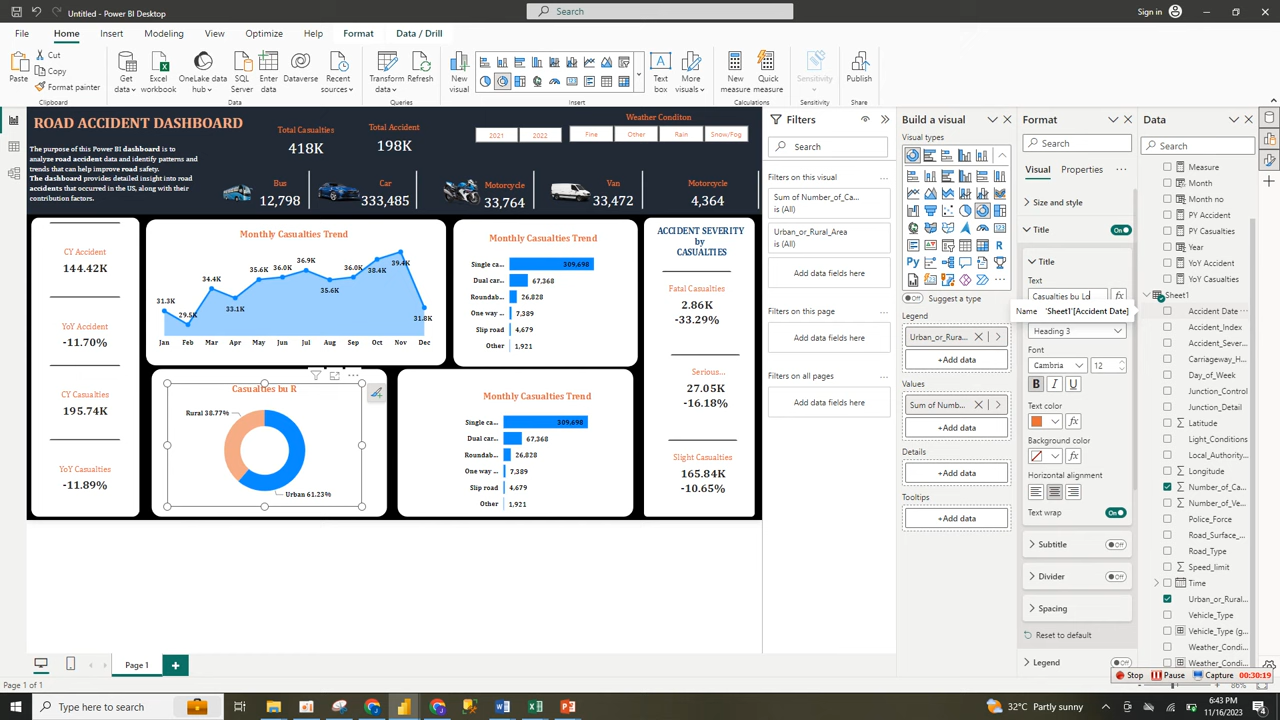 Untitled - Power BI Desktop
Search
Sign in
File
Home
Insert
Modeling
View
Optimize
Help
Format
Data / Drill
Paste
Cut
Copy
Format painter
Clipboard
Get data
Excel workbook
OneLake data hub
SQL Server
Enter data
Dataverse
Recent sources
Data
Transform data
Refresh
Queries
New visual
Text box
More visuals
Insert
New measure
Quick measure
Calculations
Sensitivity
Sensitivity
Publish
Share
ROAD ACCIDENT DASHBOARD
The purpose of this Power BI dashboard is to
analyze road accident data and identify patterns and
trends that can help improve road safety.
The dashboard provides detailed insight into road
accidents that occurred in the US, along with their
contribution factors.
Total Casualties
418K
Total Accident
198K
2021
2022
Weather Conditon
Fine
Other
Rain
Snow/Fog
Bus
12,798
Car
333,485
Motorcycle
33,764
Van
33,472
Motorcycle
4,364
CY Accident
144.42K
YoY Accident
-11.70%
CY Casualties
195.74K
YoY Casualties
-11.89%
Monthly Casualties Trend
31.3K
29.5K
34.4K
33.1K
35.6K
36.0K
36.9K
35.6K
36.0K
38.4K
39.4K
31.8K
Jan
Feb
Mar
Apr
May
Jun
Jul
Aug
Sep
Oct
Nov
Dec
Monthly Casualties Trend
Single ca...
309,698
Dual car...
67,368
Roundab...
26,828
One way ...
7,389
Slip road
4,679
Other
1,921
Casualties bu R
Rural 38.77%
Urban 61.23%
Monthly Casualties Trend
Single ca...
309,698
Dual car...
67,368
Roundab...
26,828
One way ...
7,389
Slip road
4,679
Other
1,921
ACCIDENT SEVERITY
by
CASUALTIES
Fatal Casualties
2.86K
-33.29%
Serious...
27.05K
-16.18%
Slight Casualties
165.84K
-10.65%
Filters
Search
Filters on this visual
Sum of Number_of_Ca...
is (All)
Urban_or_Rural_Area
is (All)
Add data fields here
Filters on this page
Add data fields here
Filters on all pages
Add data fields here
Build a visual
Visual types
Off
Suggest a type
Legend
Urban_or_Rura...
+Add data
Values
Sum of Numb...
+Add data
Details
+Add data
Tooltips
+Add data
Format
Search
Visual
Properties
Size and style
Title
On
Title
Text
Casualties bu Lo
Name 'Sheet1'[Accident Date]
Heading 3
Font
Cambria
12
B
I
U
Text color
Background color
Horizontal alignment
Text wrap
On
Subtitle
Off
Divider
Off
Spacing
Reset to default
Legend
Off
Data
Search
Measure
Month
Month no
PY Accident
PY Casualties
Year
YoY Accident
YoY Casualties
Sheet1
Accident Date
Accident_Index
Accident_Sever...
Carriageway_H...
Day_of_Week
Junction_Control
Junction_Detail
Latitude
Light_Conditions
Local_Authority...
Longitude
Number_of_Ca...
Number_of_Ve...
Police_Force
Road_Surface_...
Road_Type
Speed_limit
Time
Urban_or_Rural...
Vehicle_Type
Vehicle_Type (g...
Weather_Condi...
Weather_Condi...
Page 1
Page 1 of 1
Stop
Pause
Capture
00:30:19
86%
Type here to search
32°C Partly sunny
6:43 PM
11/16/2023